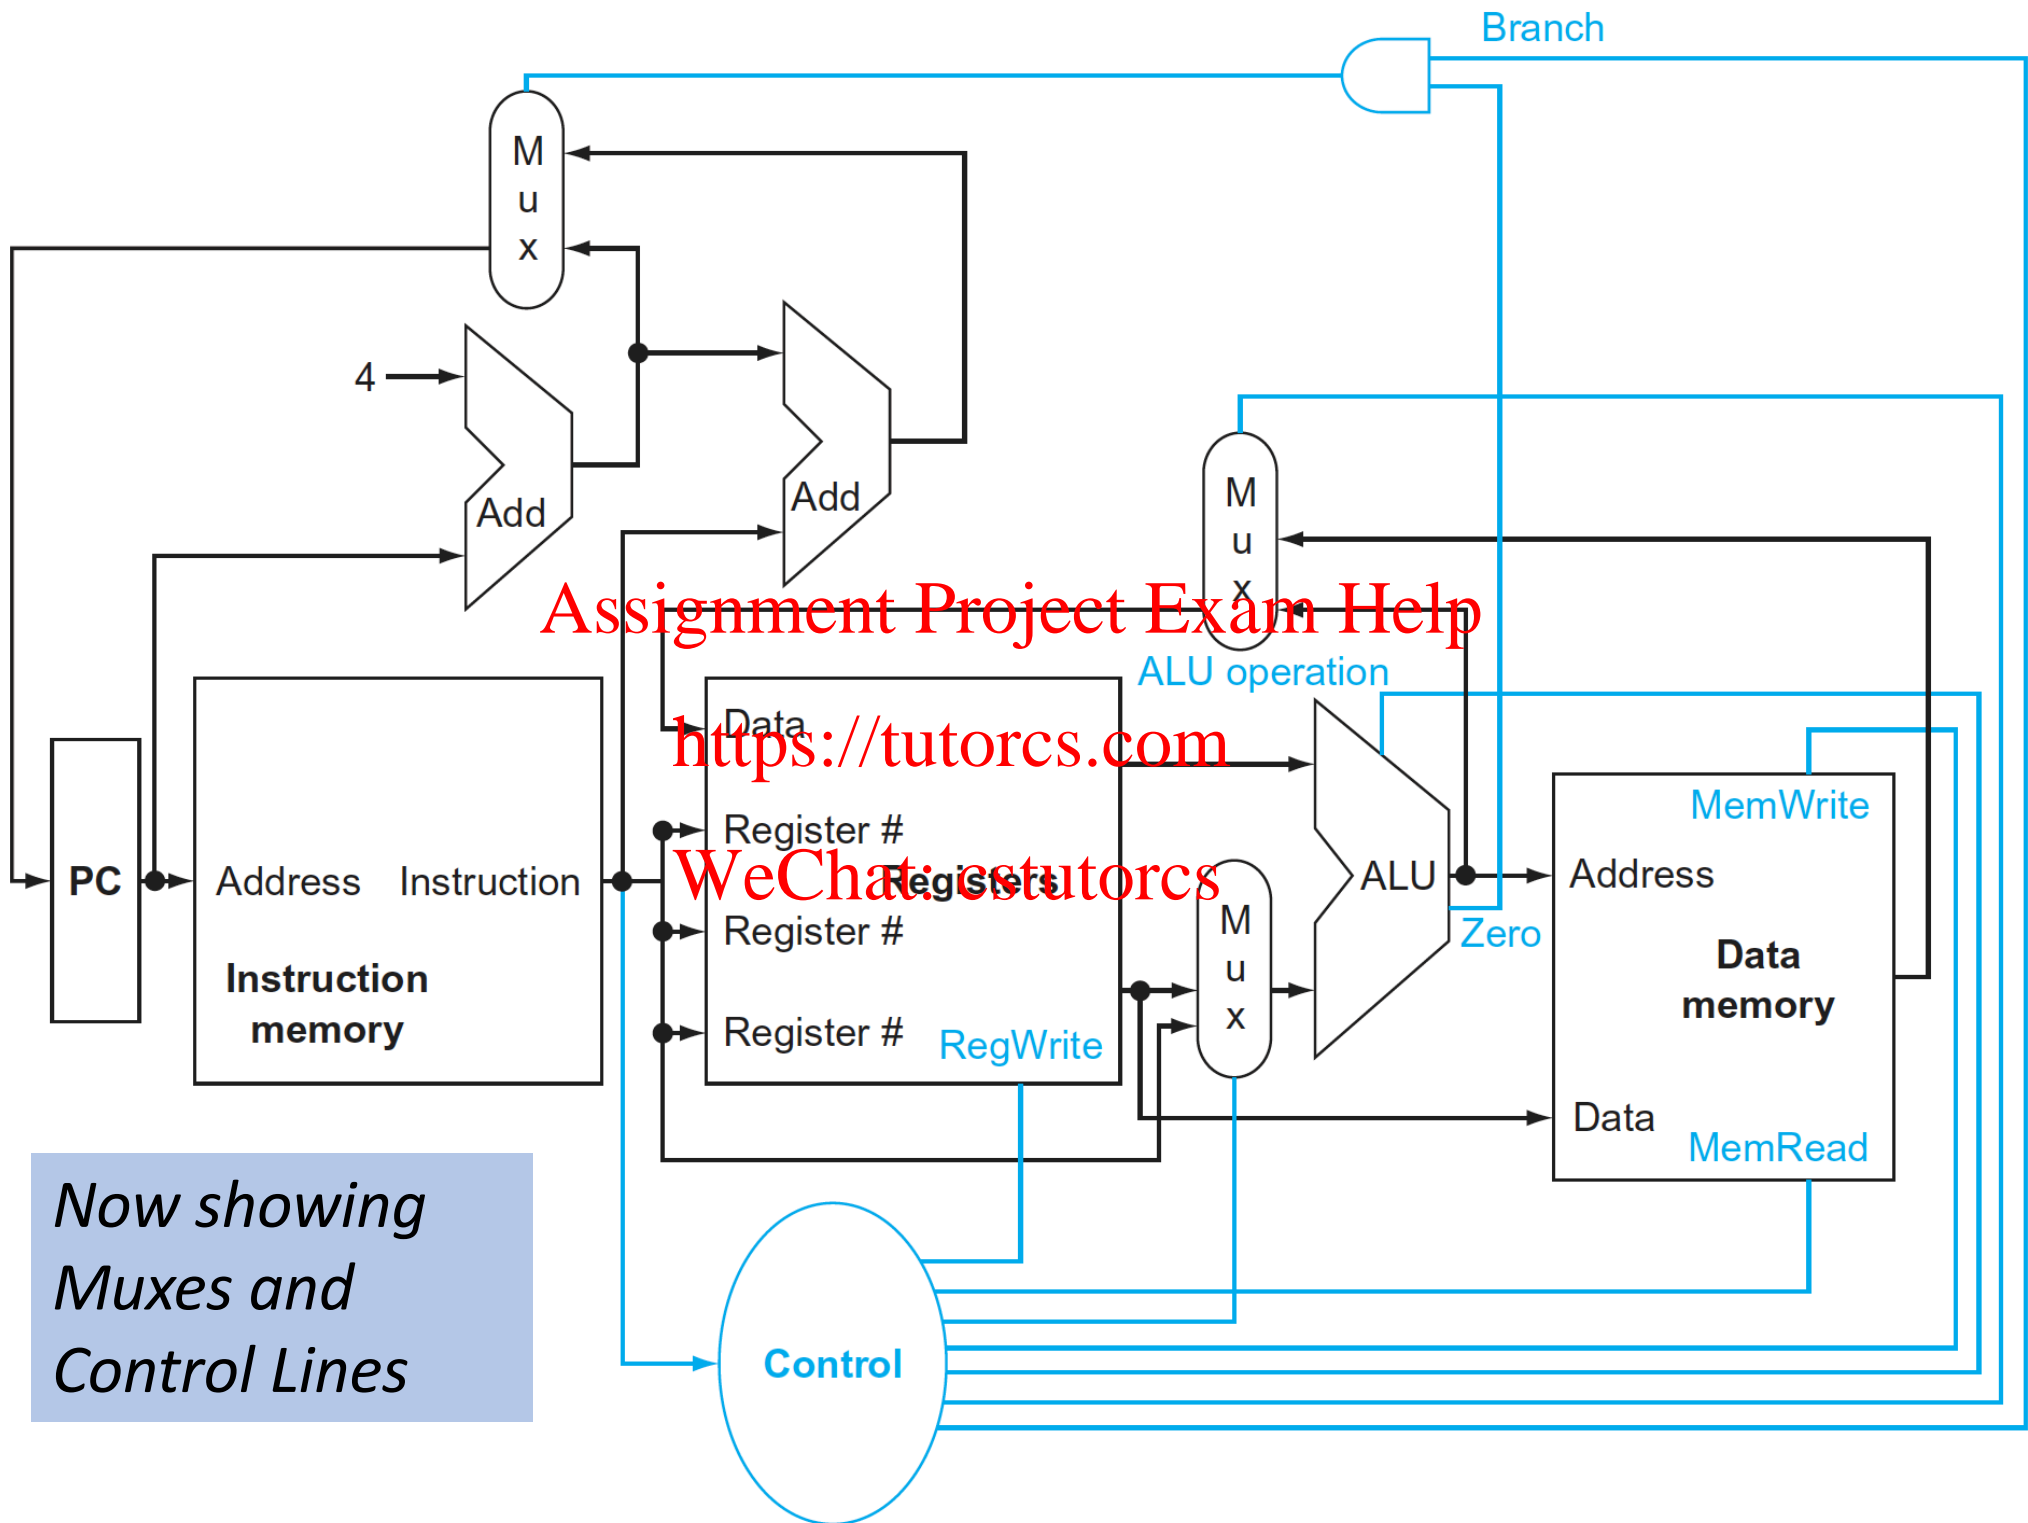 Branch
M
u
x
4
Add
Add
M
u
x
Assignment Project Exam Help
ALU operation
Data
https://tutorcs.com
MemWrite
Register #
PC
Address
Instruction
WeChat: cstutorcs
Registers
ALU
Address
M
u
x
Register #
Zero
Instruction
memory
Data
memory
Register #
RegWrite
Data
MemRead
Now showing
Muxes and
Control Lines
Control